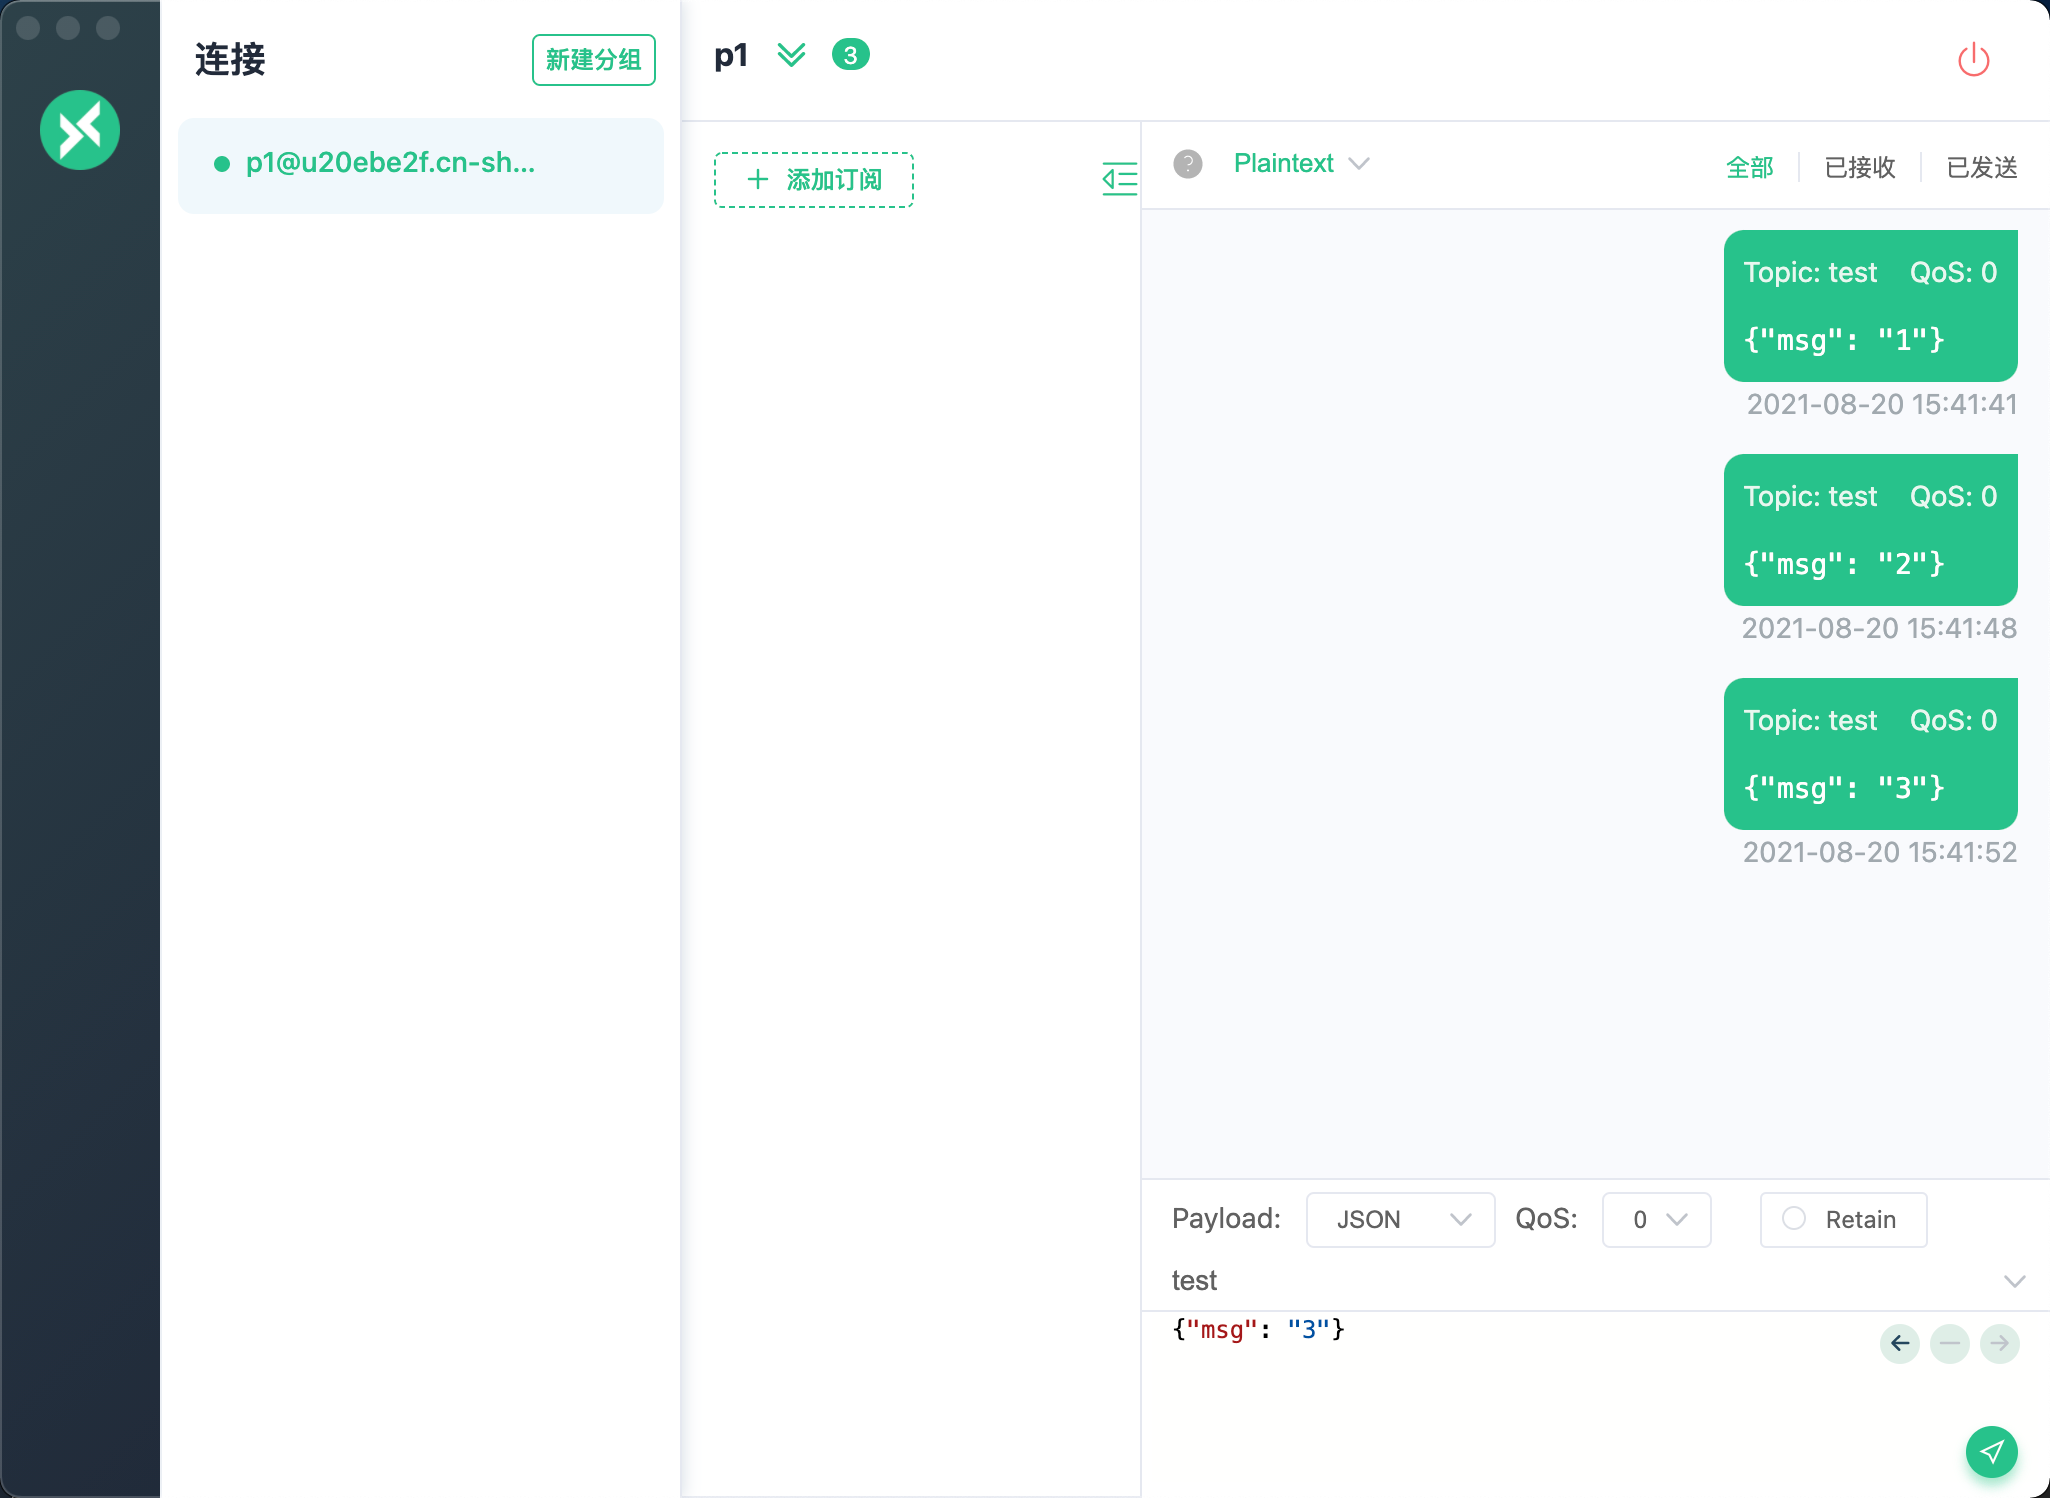 连接
新建分组
p1@u20ebe2f.cn-sh...
p1
3
添加订阅
Plaintext
全部
已接收
已发送
Topic: test QoS: 0
{"msg": "1"}
2021-08-20 15:41:41
Topic: test QoS: 0
{"msg": "2"}
2021-08-20 15:41:48
Topic: test QoS: 0
{"msg": "3"}
2021-08-20 15:41:52
Payload: JSON QoS: 0 Retain
test
{"msg": "3"}